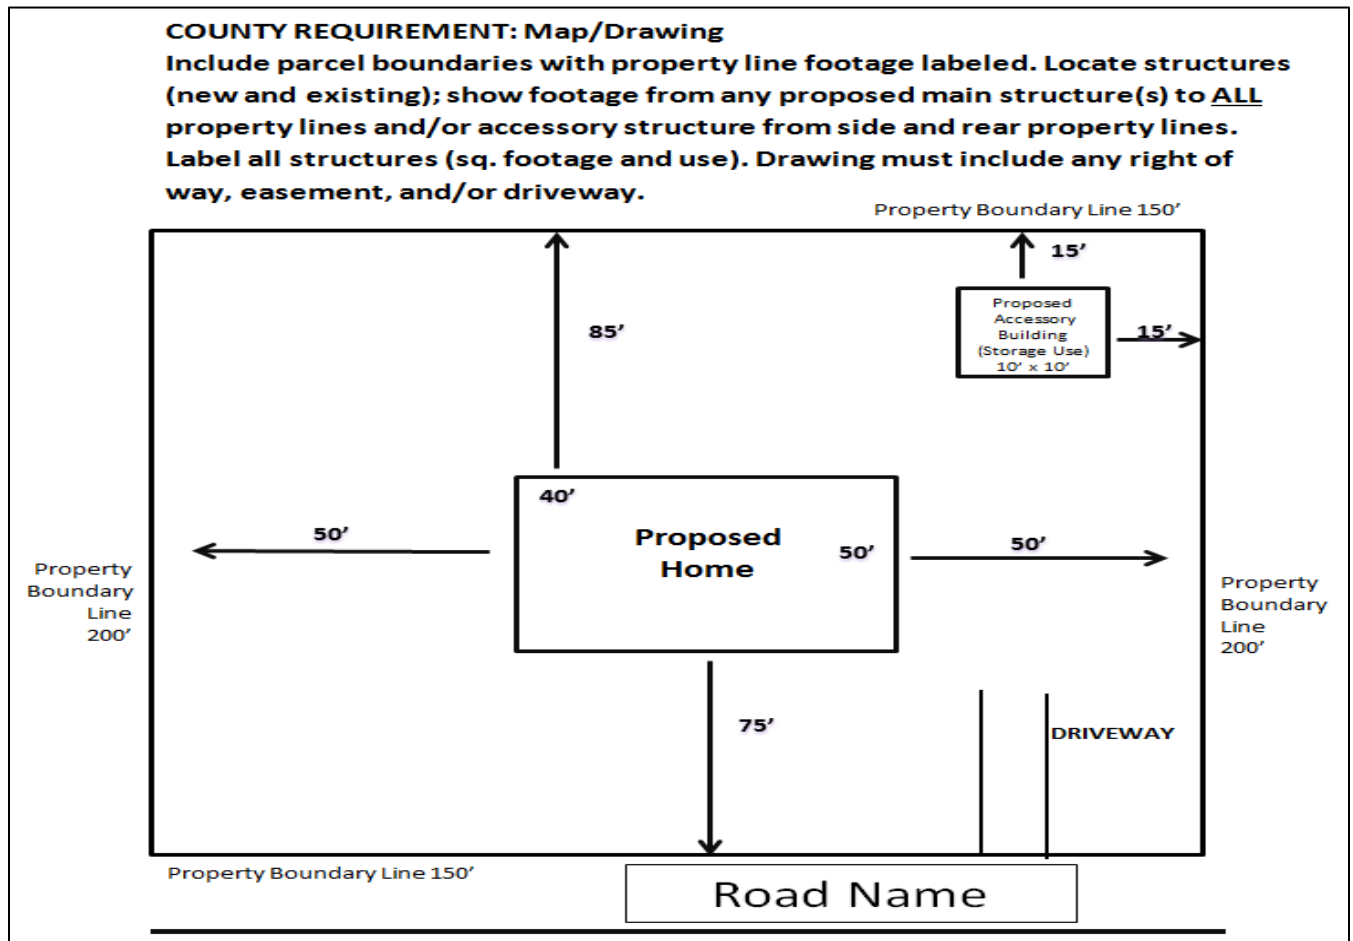 COUNTY REQUIREMENT: Map/Drawing
Include parcel boundaries with property line footage labeled. Locate structures
(new and existing); show footage from any proposed main structure(s) to ALL
property lines and/or accessory structure from side and rear property lines.
Label all structures (sq. footage and use). Drawing must include any right of
way, easement, and/or driveway.
Property Boundary Line 150’
15’
Proposed
Accessory
Building
(Storage Use)
10’ x 10’
15’
85’
40’
Proposed
Home
50’
50’
50’
Property
Boundary
Line
200’
Property
Boundary
Line
200’
75’
DRIVEWAY
Property Boundary Line 150’
Road Name